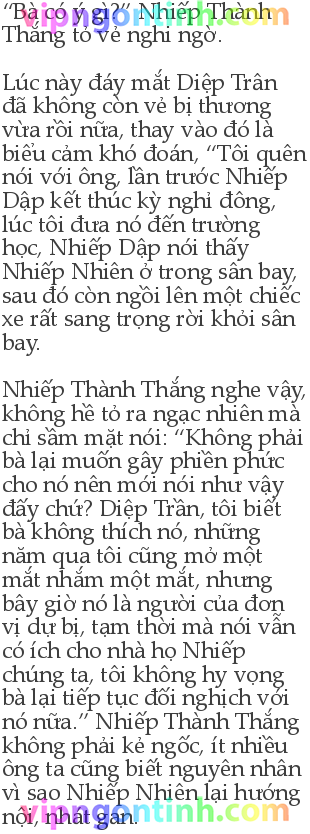 “Bà có ý gì?” Nhiếp Thành
Thắng tỏ vẻ nghi ngờ.
Lúc này đáy mắt Diệp Trân
đã không còn vẻ bị thương
vừa rồi nữa, thay vào đó là
biểu cảm khó đoán, “Tôi quên
nói với ông, lần trước Nhiếp
Dập kết thúc kỳ nghỉ đông,
lúc tôi đưa nó đến trường
học, Nhiếp Dập nói thấy
Nhiếp Nhiên ở trong sân bay,
sau đó còn ngồi lên một chiếc
xe rất sang trọng rời khỏi sân
bay.
Nhiếp Thành Thắng nghe vậy,
không hề tỏ ra ngạc nhiên mà
chỉ sầm mặt nói: “Không phải
bà lại muốn gây phiền phức
cho nó nên mới nói như vậy
đấy chứ? Diệp Trần, tôi biết
bà không thích nó, những
năm qua tôi cũng mở một
mắt nhắm một mắt, nhưng
bây giờ nó là người của đơn
vị dự bị, tạm thời mà nói vẫn
có ích cho nhà họ Nhiếp
chúng ta, tôi không hy vọng
bà lại tiếp tục đối nghịch với
nó nữa.” Nhiếp Thành Thắng
không phải kẻ ngốc, ít nhiều
ông ta cũng biết nguyên nhân
vì sao Nhiếp Nhiên lại hướng
nội, nhát gan.
vipngontinh.com
vipngontinh.com